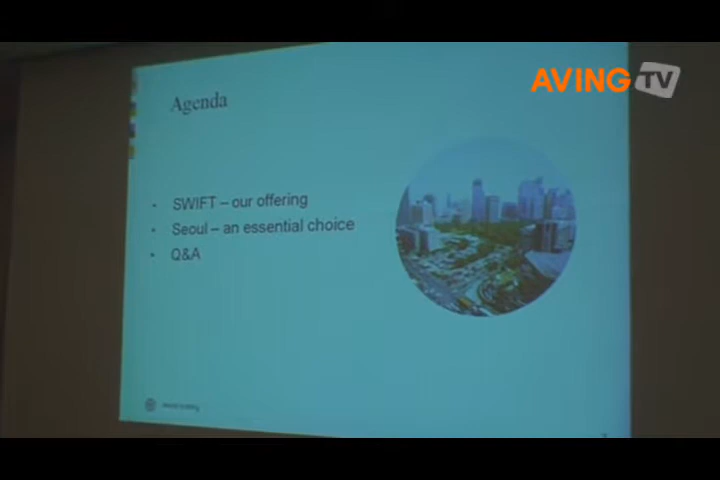 AVING TV
Agenda
SWIFT – our offering
Seoul – an essential choice
Q&A